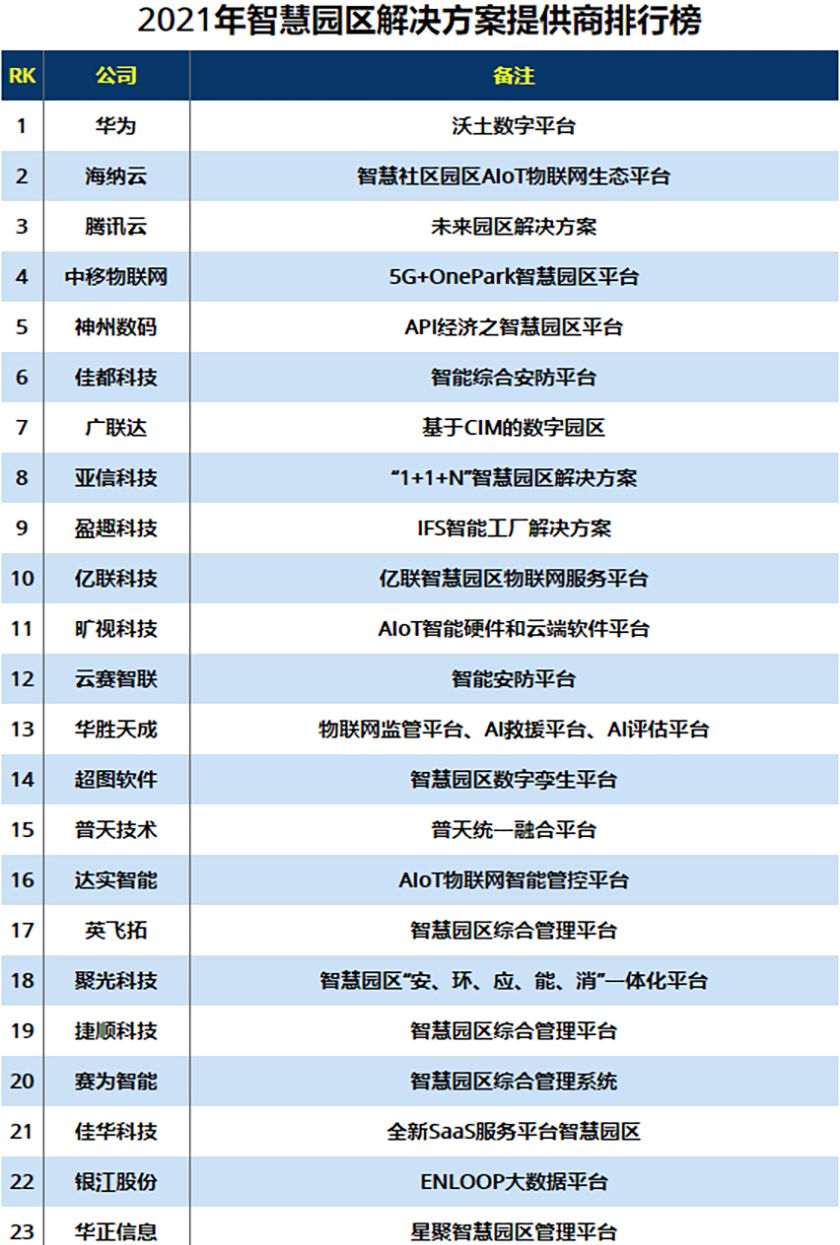 2021年智慧园区解决方案提供商排行榜
RK 公司 备注
1 华为 沃土数字平台
2 海纳云 智慧社区园区AIoT物联网生态平台
3 腾讯云 未来园区解决方案
4 中移物联网 5G+OnePark智慧园区平台
5 神州数码 API经济之智慧园区平台
6 佳都科技 智能综合安防平台
7 广联达 基于CIM的数字园区
8 亚信科技 “1+1+N”智慧园区解决方案
9 盈趣科技 IFS智能工厂解决方案
10 亿联科技 亿联智慧园区物联网服务平台
11 旷视科技 AIoT智能硬件和云端软件平台
12 云赛智联 智能安防平台
13 华胜天成 物联网监管平台、AI救援平台、AI评估平台
14 超图软件 智慧园区数字孪生平台
15 普天技术 普天统一融合平台
16 达实智能 AIoT物联网智能管控平台
17 英飞拓 智慧园区综合管理平台
18 聚光科技 智慧园区“安、环、应、能、消”一体化平台
19 捷顺科技 智慧园区综合管理平台
20 赛为智能 智慧园区综合管理系统
21 佳华科技 全新SaaS服务平台智慧园区
22 银江股份 ENLOOP大数据平台
23 华正信息 星聚智慧园区管理平台